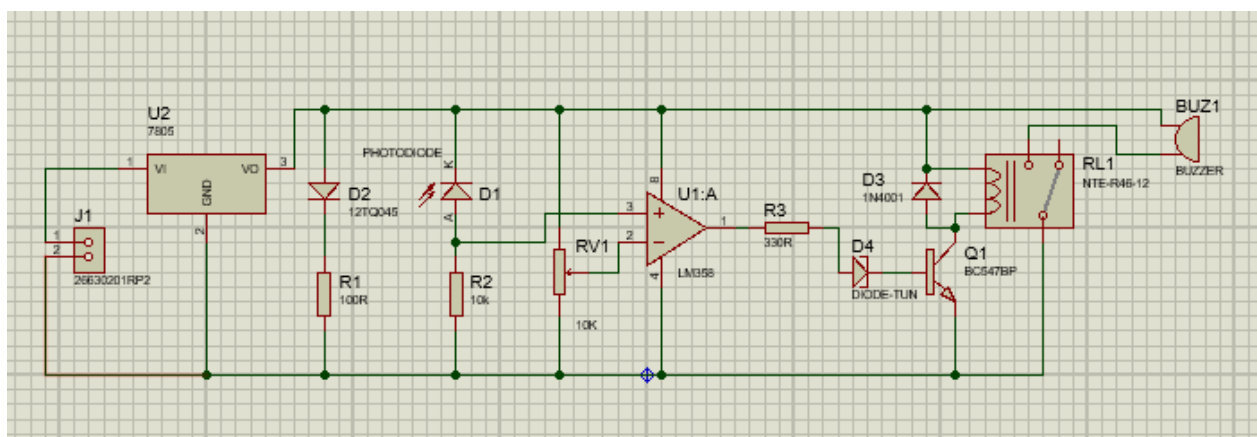 U2
7805
1
VI
VO
3
GND
2
J1
1
2
26630201RP2
D2
12TQ045
R1
100R
PHOTODIODE
K
D1
A
R2
10k
RV1
10K
8
U1:A
3
2
1
4
LM358
R3
330R
D4
DIODE-TUN
D3
1N4001
Q1
BC547BP
RL1
NTE-R46-12
BUZ1
BUZZER